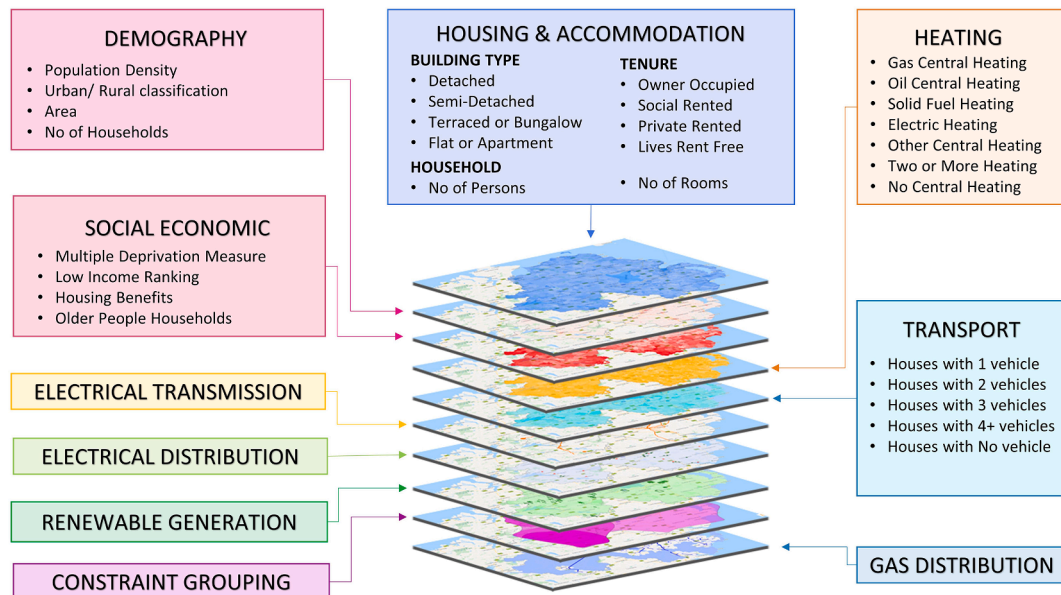 DEMOGRAPHY
• Population Density
• Urban/ Rural classification
• Area
• No of Households
SOCIAL ECONOMIC
• Multiple Deprivation Measure
• Low Income Ranking
• Housing Benefits
• Older People Households
ELECTRICAL TRANSMISSION
ELECTRICAL DISTRIBUTION
RENEWABLE GENERATION
CONSTRAINT GROUPING
HOUSING & ACCOMMODATION
BUILDING TYPE
• Detached
• Semi-Detached
• Terraced or Bungalow
• Flat or Apartment
HOUSEHOLD
• No of Persons
TENURE
• Owner Occupied
• Social Rented
• Private Rented
• Lives Rent Free
• No of Rooms
HEATING
• Gas Central Heating
• Oil Central Heating
• Solid Fuel Heating
• Electric Heating
• Other Central Heating
• Two or More Heating
• No Central Heating
TRANSPORT
• Houses with 1 vehicle
• Houses with 2 vehicles
• Houses with 3 vehicles
• Houses with 4+ vehicles
• Houses with No vehicle
GAS DISTRIBUTION